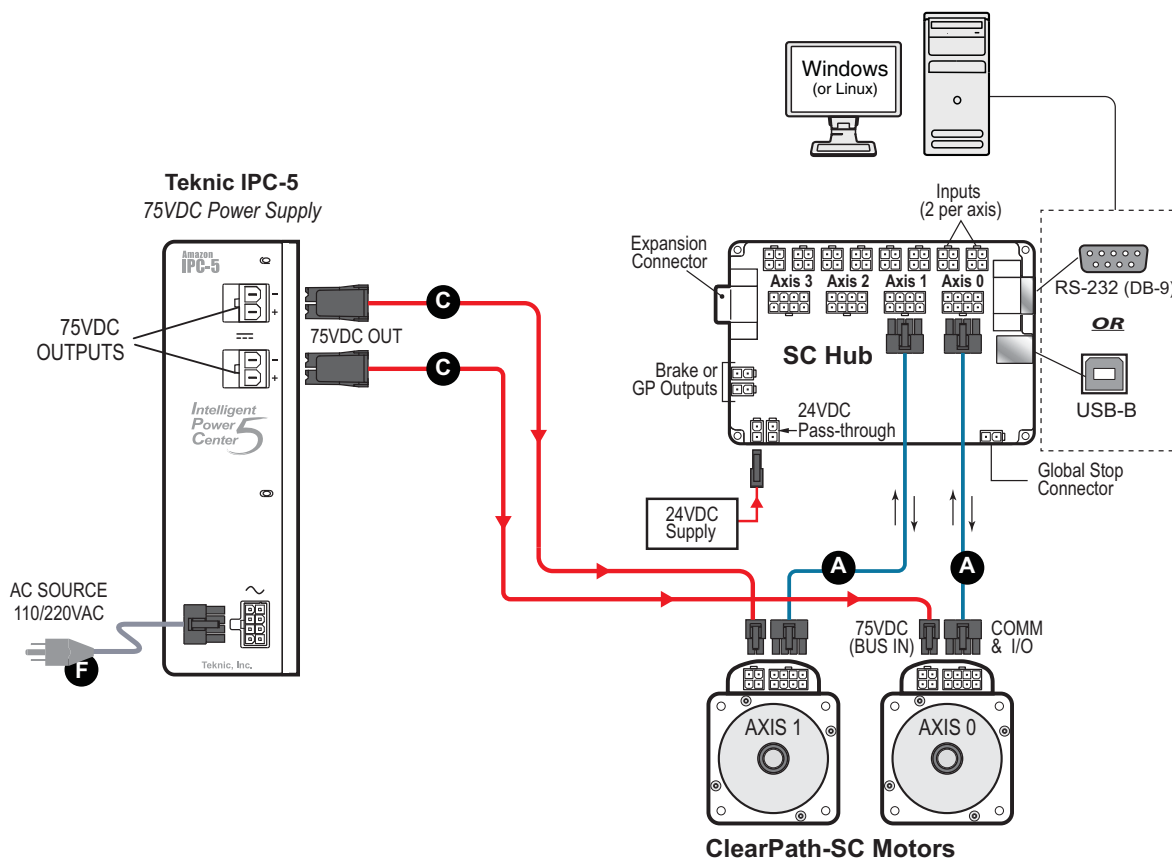 Windows
(or Linux)
Teknic IPC-5
75VDC Power Supply
Amazon
IPC-5
-
+
-
+
75VDC
OUTPUTS
75VDC OUT
C
C
Intelligent
Power
Center
5
AC SOURCE
110/220VAC
F
Teknic, Inc.
Inputs
(2 per axis)
Expansion
Connector
Axis 3
Axis 2
Axis 1
Axis 0
SC Hub
Brake or
GP Outputs
24VDC
Pass-through
24VDC
Supply
RS-232 (DB-9)
OR
USB-B
Global Stop
Connector
A
A
75VDC
(BUS IN)
COMM
& I/O
AXIS 1
AXIS 0
ClearPath-SC Motors